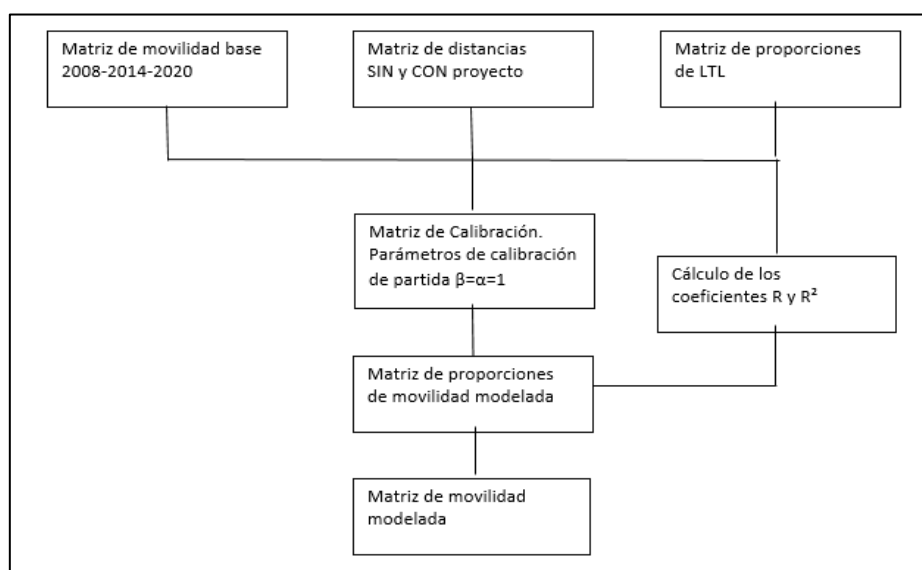 Matriz de movilidad base
2008-2014-2020
Matriz de distancias
SIN y CON proyecto
Matriz de proporciones
de LTL
Matriz de Calibración.
Parámetros de calibración
de partida β=α=1
Cálculo de los
coeficientes R y R²
Matriz de proporciones
de movilidad modelada
Matriz de movilidad
modelada